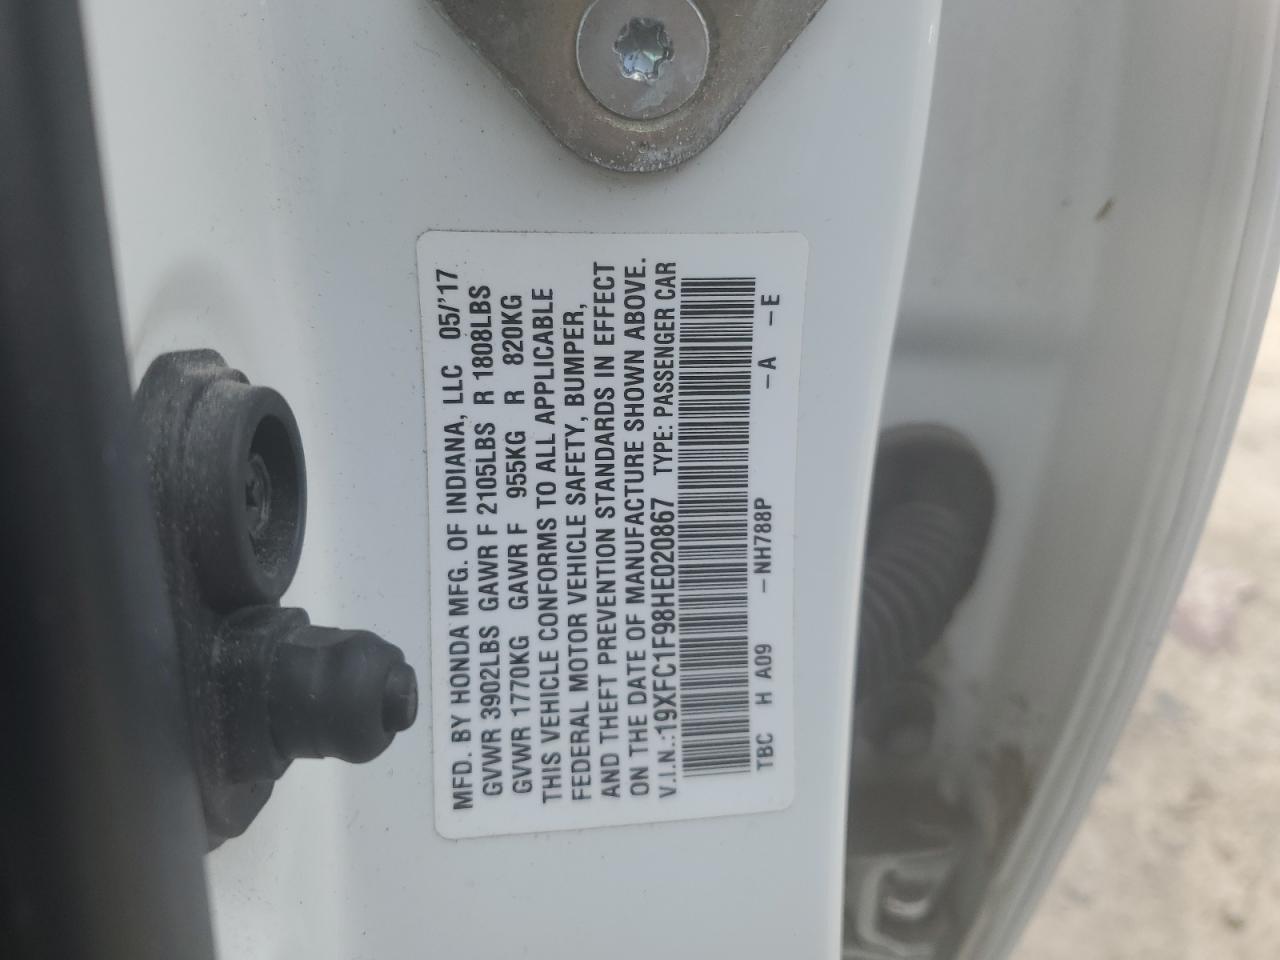 MFD. BY HONDA MFG. OF INDIANA, LLC 05/'17
GVWR 3902LBS GAWR F 2105LBS R 1808LBS
GVWR 1770KG GAWR F 955KG R 820KG
THIS VEHICLE CONFORMS TO ALL APPLICABLE
FEDERAL MOTOR VEHICLE SAFETY, BUMPER,
AND THEFT PREVENTION STANDARDS IN EFFECT
ON THE DATE OF MANUFACTURE SHOWN ABOVE.
V.I.N.:19XFC1F98HE020867 TYPE: PASSENGER CAR
TBC H A09 -NH788P -A -E